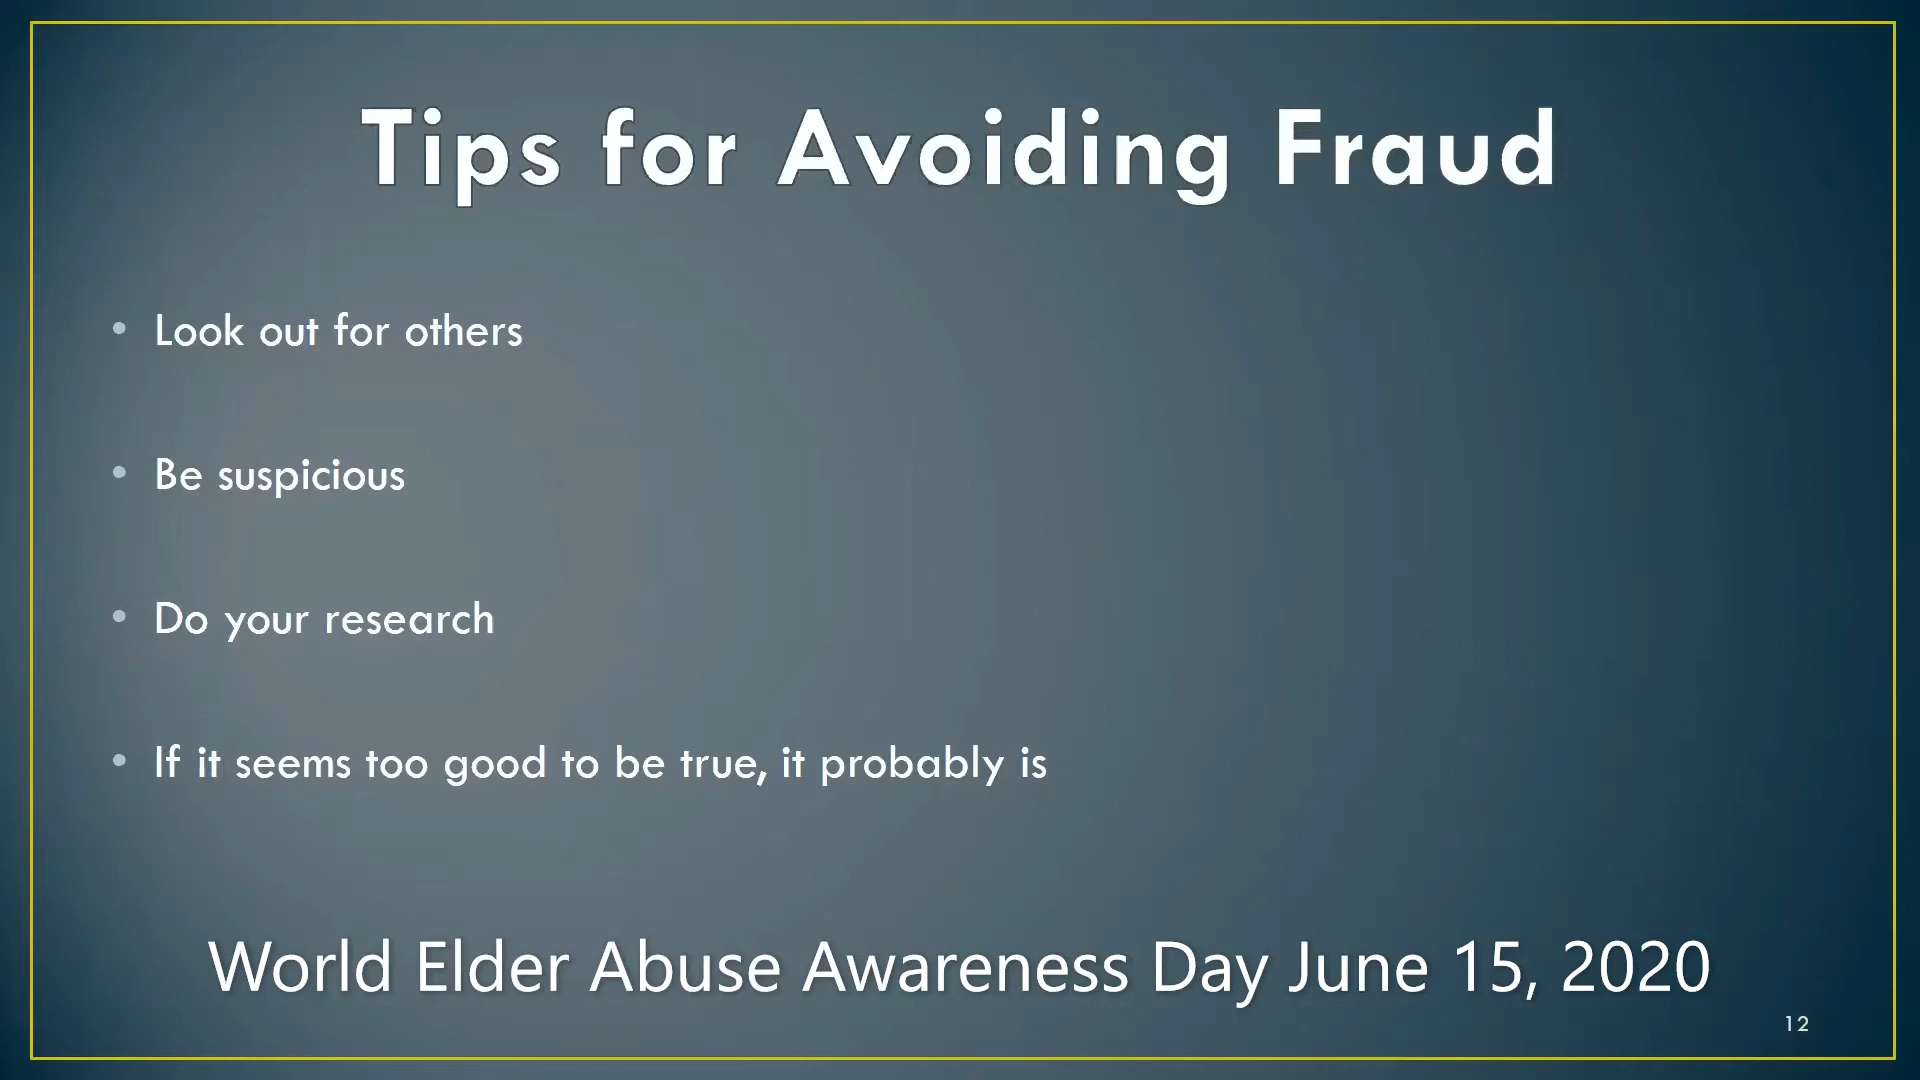 Tips for Avoiding Fraud
• Look out for others
• Be suspicious
• Do your research
• If it seems too good to be true, it probably is
World Elder Abuse Awareness Day June 15, 2020
12